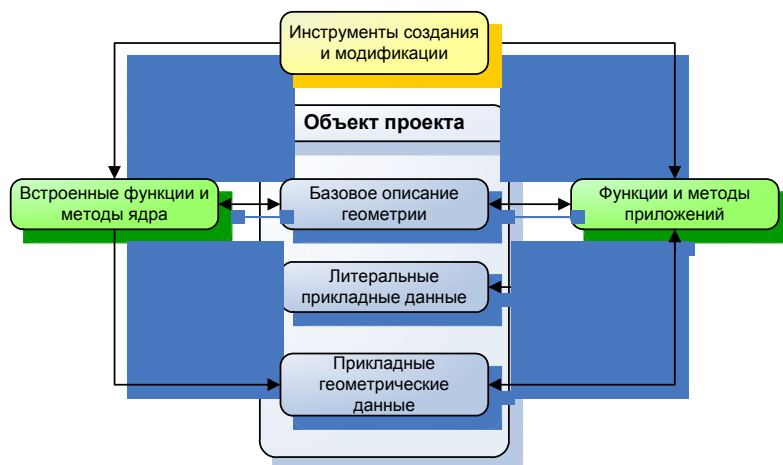 Инструменты создания
и модификации
Объект проекта
Встроенные функции и
методы ядра
Базовое описание
геометрии
Функции и методы
приложений
Литеральные
прикладные данные
Прикладные
геометрические
данные